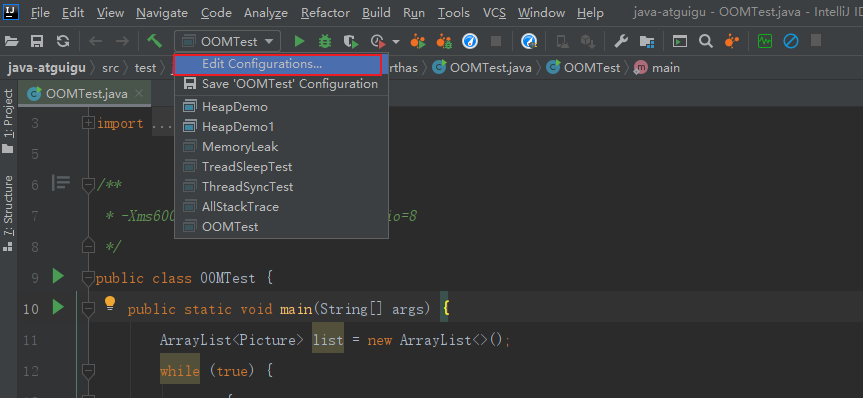 File Edit View Navigate Code Analyze Refactor Build Run Tools VCS Window Help java-atguigu - OOMTest.java - IntelliJ ID
OOMTest
java-atguigu src test rthas OOMTest.java OOMTest main
Edit Configurations...
Save 'OOMTest' Configuration
HeapDemo
HeapDemo1
MemoryLeak
TreadSleepTest
ThreadSyncTest
AllStackTrace
OOMTest
1: Project
7: Structure
OOMTest.java
3 import ...
5
6 /**
7 * -Xms600 io=8
8 */
9 public class OOMTest {
10 public static void main(String[] args) {
11 ArrayList<Picture> list = new ArrayList<>();
12 while (true) {
{